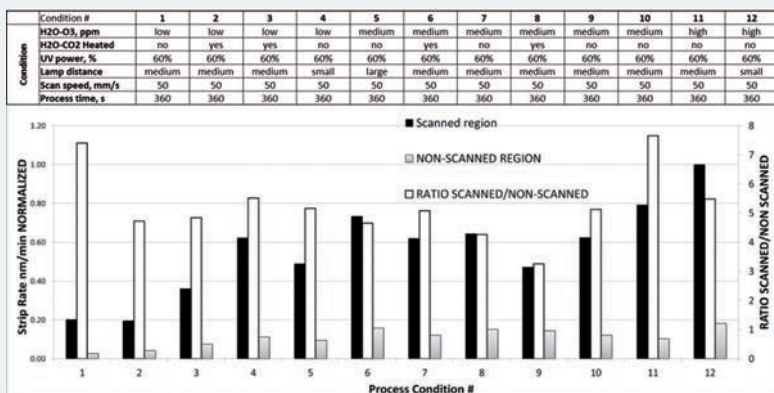 Condition # 1 2 3 4 5 6 7 8 9 10 11 12
H2O-O3, ppm low low low low medium medium medium medium medium medium high high
H2O-CO2 Heated no yes yes no no yes no yes no no no no
UV power, % 60% 60% 60% 60% 60% 60% 60% 60% 60% 60% 60% 60%
Lamp distance medium medium medium small large medium medium medium medium medium medium small
Scan speed, mm/s 50 50 50 50 50 50 50 50 50 50 50 50
Process time, s 360 360 360 360 360 360 360 360 360 360 360 360
Condition
Strip Rate nm/min NORMALIZED
1.20
1.00
0.80
0.60
0.40
0.20
0.00
Scanned region
NON-SCANNED REGION
RATIO SCANNED/NON-SCANNED
8
7
6
5
4
3
2
1
0
RATIO SCANNED/NON SCANNED
1 2 3 4 5 6 7 8 9 10 11 12
Process Condition #